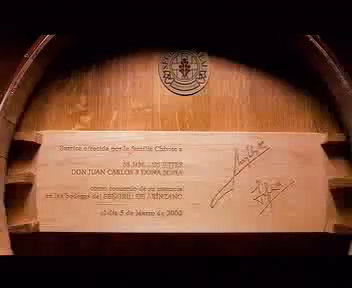 Barrica ofrecida por la familia Chivite a
SS.MM. LOS REYES
DON JUAN CARLOS Y DOÑA SOFIA
como recuerdo de su presencia
en las bodegas del SEÑORIO DE ARINZANO
el día 5 de Marzo de 2002